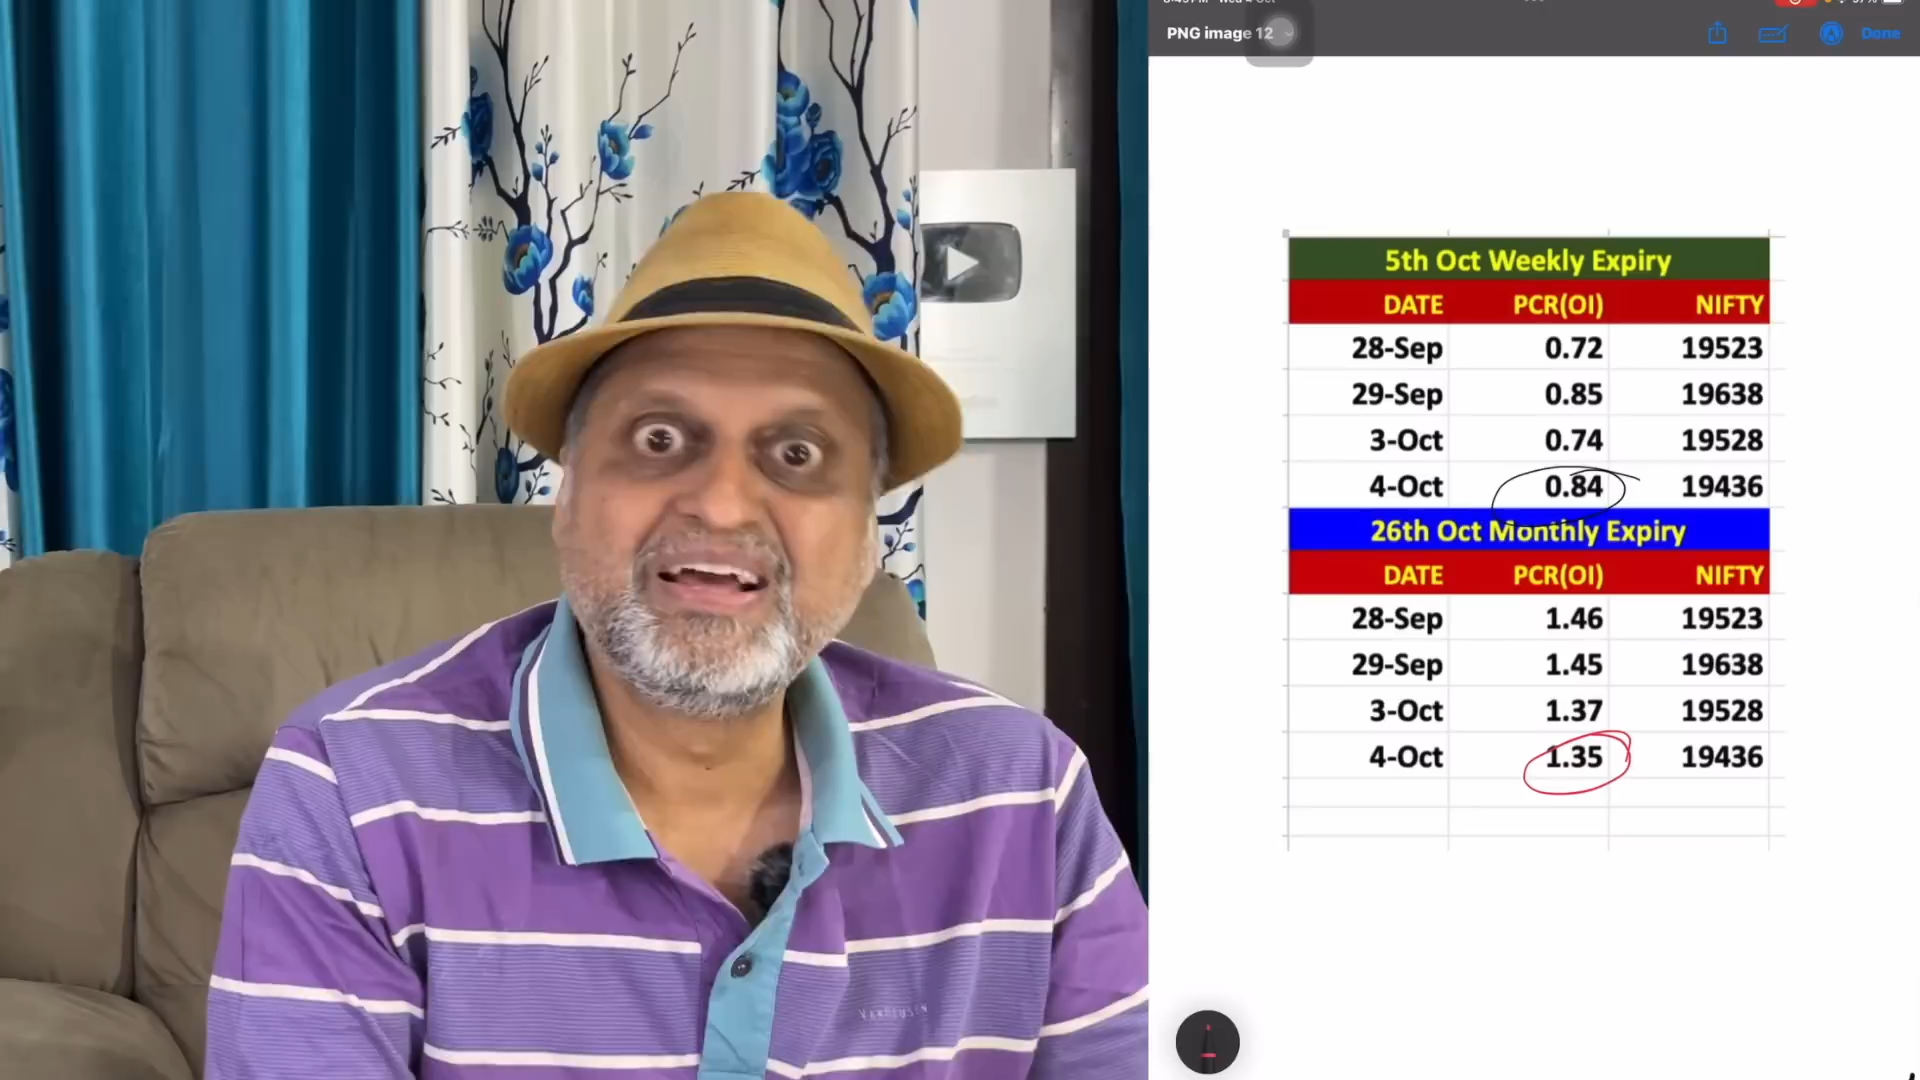 PNG image 12
Done
5th Oct Weekly Expiry
DATE PCR(OI) NIFTY
28-Sep 0.72 19523
29-Sep 0.85 19638
3-Oct 0.74 19528
4-Oct 0.84 19436
26th Oct Monthly Expiry
DATE PCR(OI) NIFTY
28-Sep 1.46 19523
29-Sep 1.45 19638
3-Oct 1.37 19528
4-Oct 1.35 19436
VANHEUSEN